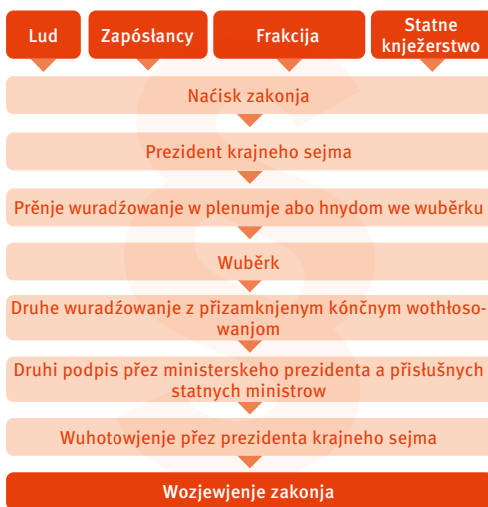 Lud
Zapósłancy
Frakcija
Statne
knježerstwo
Naćisk zakonja
Prezident krajneho sejma
Prěnje wuradźowanje w plenumje abo hnydom we wuběrku
Wuběrk
Druhe wuradźowanje z přizamknjenym kónčnym wothłoso-
wanjom
Druhi podpis přez ministerskeho prezidenta a přisłušnych
statnych ministrow
Wuhotowjenje přez prezidenta krajneho sejma
Wozjewjenje zakonja